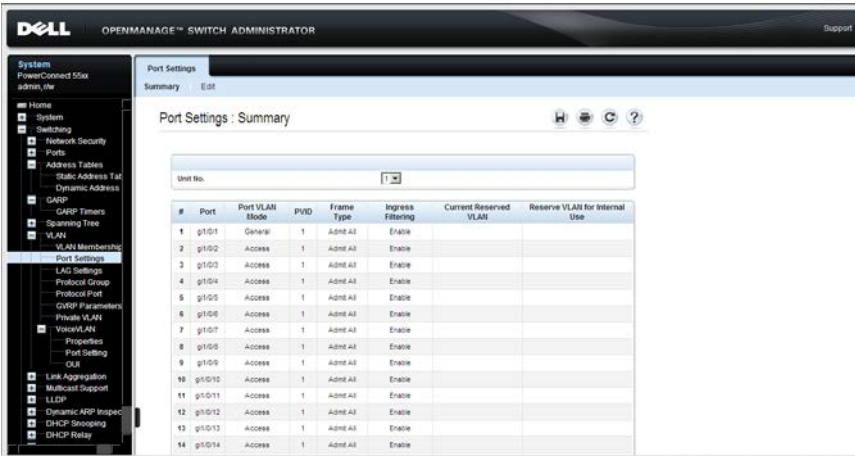 DELL OPENMANAGE™ SWITCH ADMINISTRATOR Support
System
PowerConnect 55xx
admin, r/w
Home
System
Switching
Network Security
Ports
Address Tables
Static Address Tab
Dynamic Address
GARP
GARP Timers
Spanning Tree
VLAN
VLAN Membership
Port Settings
LAG Settings
Protocol Group
Protocol Port
GVRP Parameters
Private VLAN
VoiceVLAN
Properties
Port Setting
OUI
Link Aggregation
Multicast Support
LLDP
Dynamic ARP Inspec
DHCP Snooping
DHCP Relay
Port Settings
Summary Edit
Port Settings : Summary
Unit No. 1
# Port Port VLAN Mode PVID Frame Type Ingress Filtering Current Reserved VLAN Reserve VLAN for Internal Use
1 gi1/0/1 General 1 Admit All Enable
2 gi1/0/2 Access 1 Admit All Enable
3 gi1/0/3 Access 1 Admit All Enable
4 gi1/0/4 Access 1 Admit All Enable
5 gi1/0/5 Access 1 Admit All Enable
6 gi1/0/6 Access 1 Admit All Enable
7 gi1/0/7 Access 1 Admit All Enable
8 gi1/0/8 Access 1 Admit All Enable
9 gi1/0/9 Access 1 Admit All Enable
10 gi1/0/10 Access 1 Admit All Enable
11 gi1/0/11 Access 1 Admit All Enable
12 gi1/0/12 Access 1 Admit All Enable
13 gi1/0/13 Access 1 Admit All Enable
14 gi1/0/14 Access 1 Admit All Enable